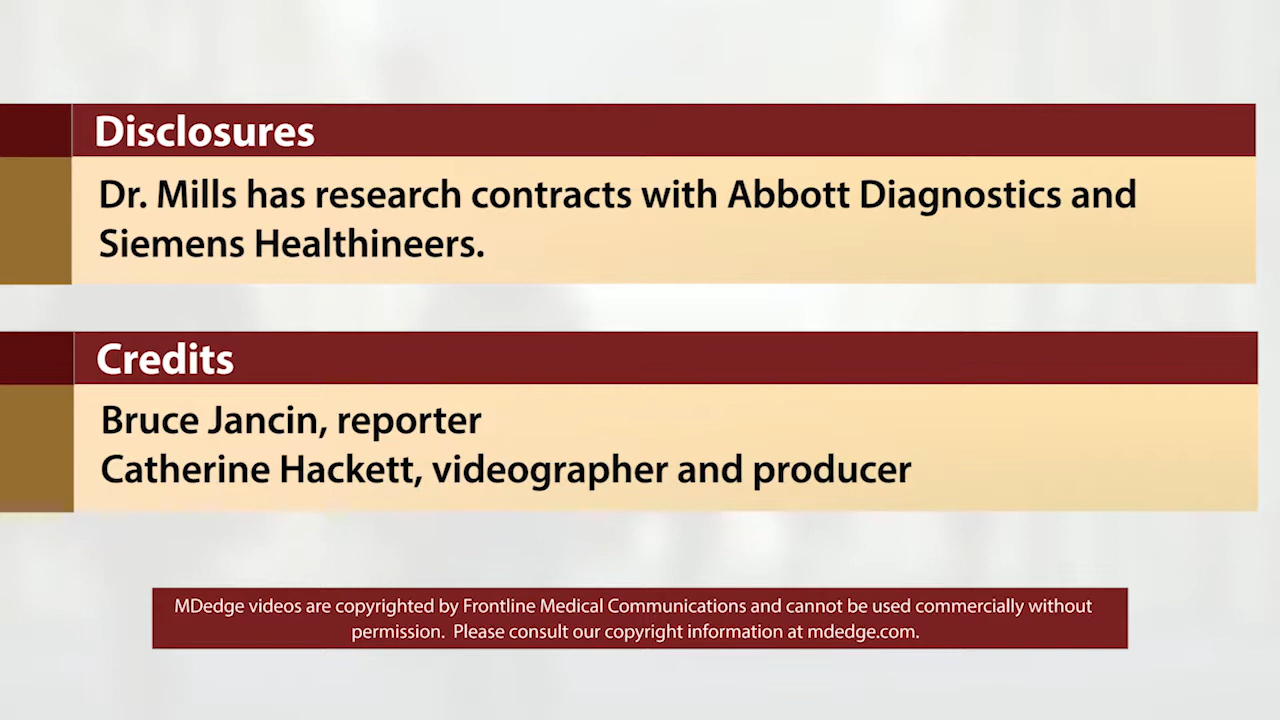 Disclosures
Dr. Mills has research contracts with Abbott Diagnostics and
Siemens Healthineers.
Credits
Bruce Jancin, reporter
Catherine Hackett, videographer and producer
MDedge videos are copyrighted by Frontline Medical Communications and cannot be used commercially without
permission.  Please consult our copyright information at mdedge.com.